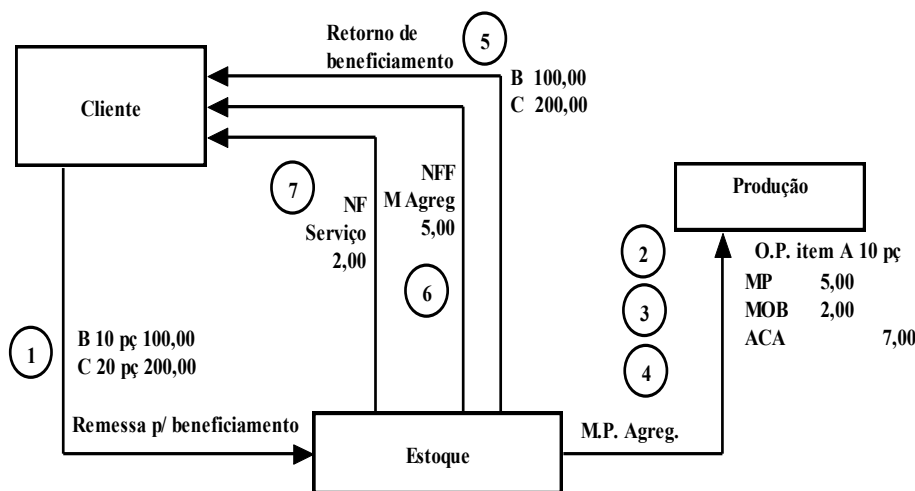 Retorno de
beneficiamento
5
B 100,00
C 200,00
Cliente
7
NF
Serviço
2,00
NFF
M Agreg
5,00
6
Produção
2
3
4
O.P. item A 10 pç
MP 5,00
MOB 2,00
ACA 7,00
1
B 10 pç 100,00
C 20 pç 200,00
Remessa p/ beneficiamento
Estoque
M.P. Agreg.